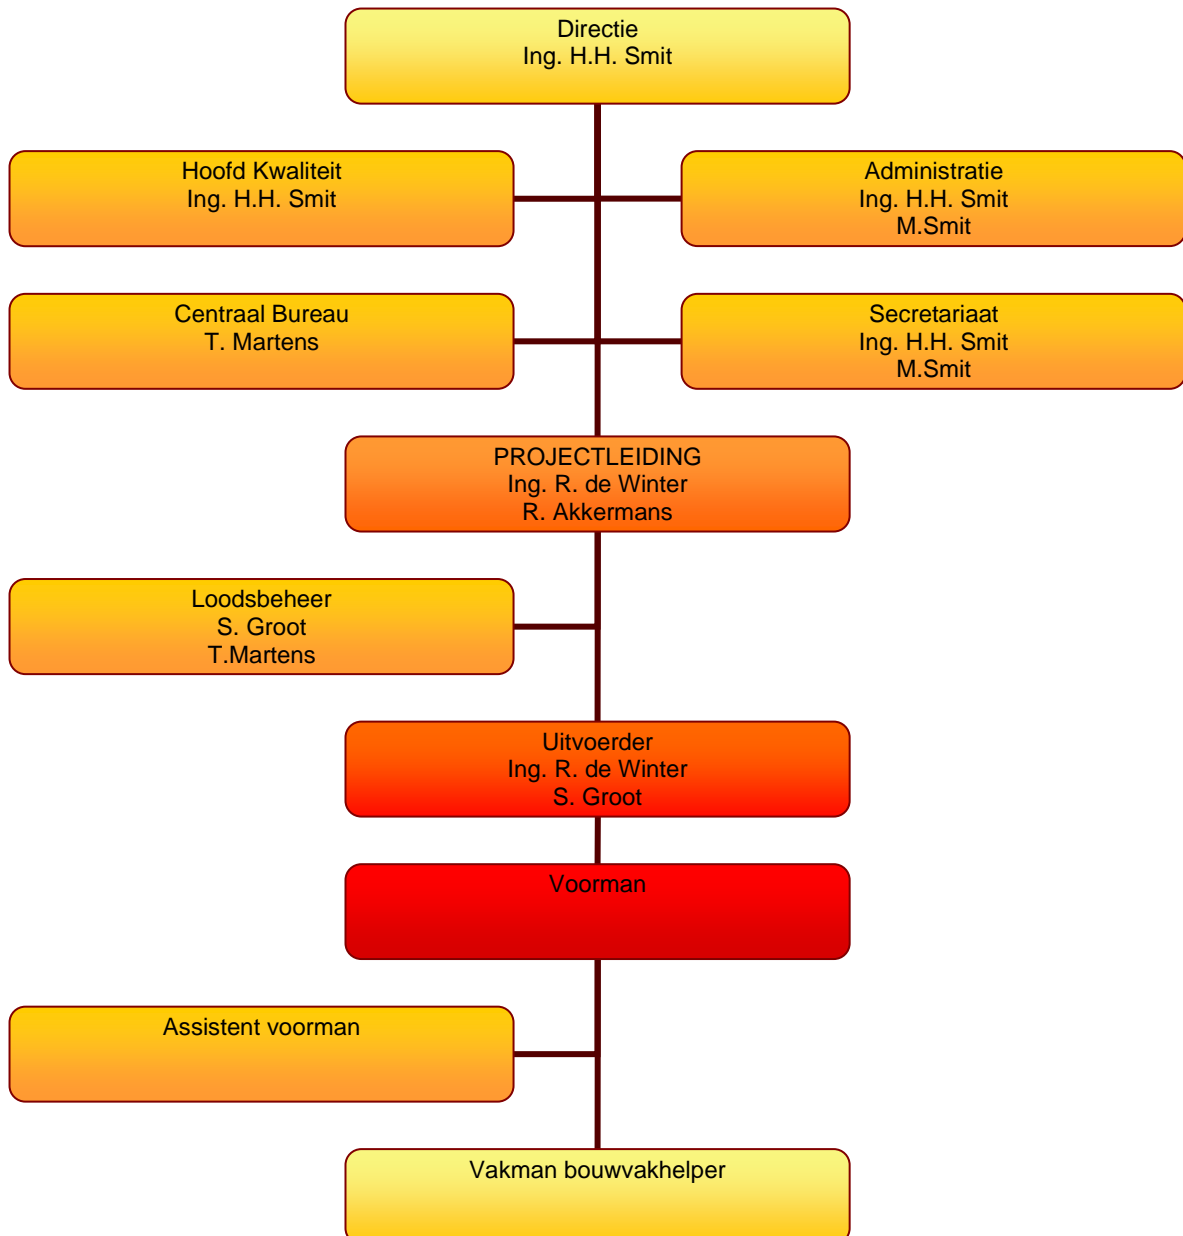 Directie
Ing. H.H. Smit
Hoofd Kwaliteit
Ing. H.H. Smit
Administratie
Ing. H.H. Smit
M.Smit
Centraal Bureau
T. Martens
Secretariaat
Ing. H.H. Smit
M.Smit
PROJECTLEIDING
Ing. R. de Winter
R. Akkermans
Loodsbeheer
S. Groot
T.Martens
Uitvoerder
Ing. R. de Winter
S. Groot
Voorman
Assistent voorman
Vakman bouwvakhelper